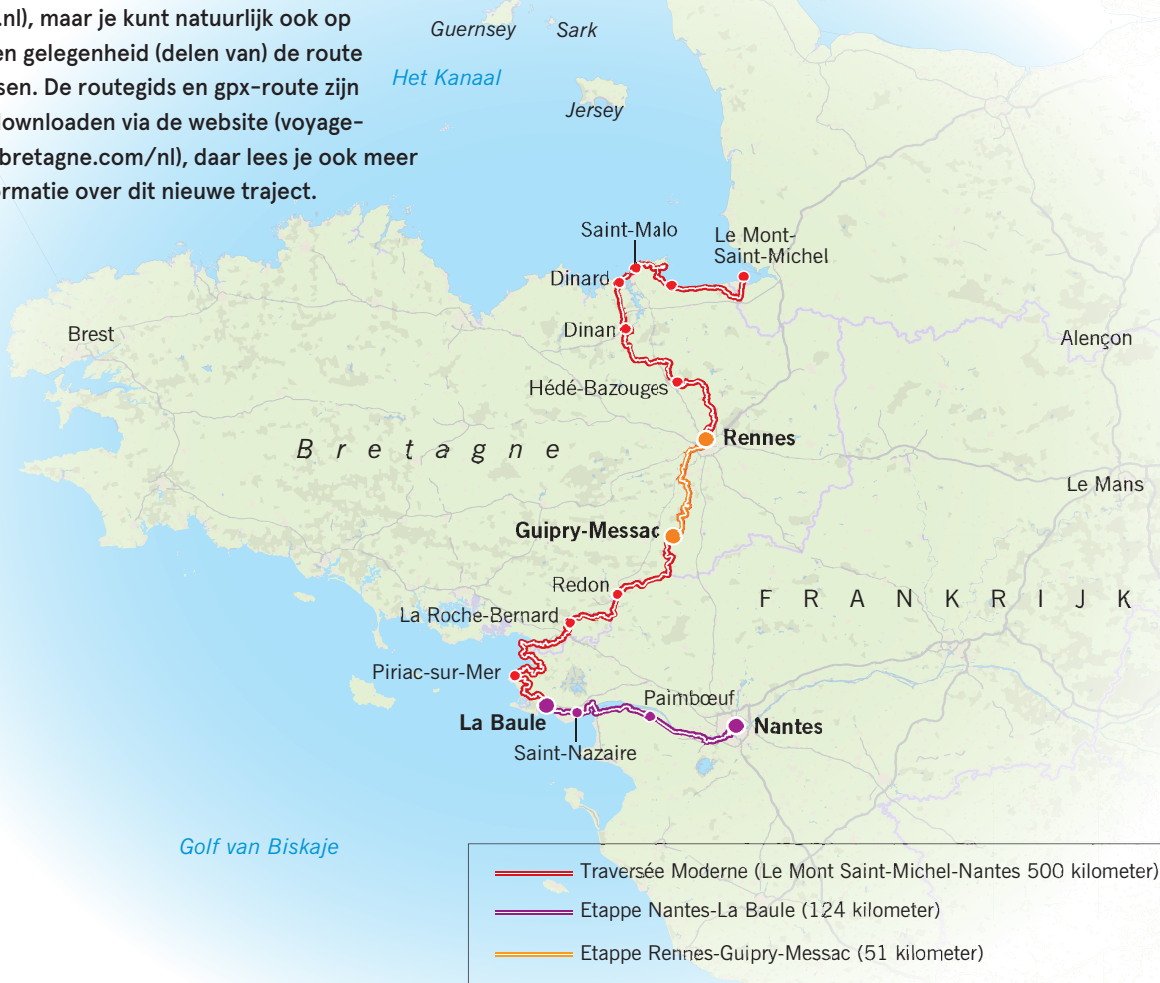 .nl), maar je kunt natuurlijk ook op
en gelegenheid (delen van) de route
sen. De routegids en gpx-route zijn
downloaden via de website (voyage-
bretagne.com/nl), daar lees je ook meer
ormatie over dit nieuwe traject.
Guernsey
Sark
Het Kanaal
Jersey
Saint-Malo
Le Mont-
Saint-Michel
Dinard
Dinan
Brest
Alençon
Hédé-Bazouges
Rennes
Bretagne
Le Mans
Guipry-Messac
Redon
FRANKRIJK
La Roche-Bernard
Piriac-sur-Mer
Paimbœuf
La Baule
Nantes
Saint-Nazaire
Golf van Biskaje
Traversée Moderne (Le Mont Saint-Michel-Nantes 500 kilometer)
Etappe Nantes-La Baule (124 kilometer)
Etappe Rennes-Guipry-Messac (51 kilometer)